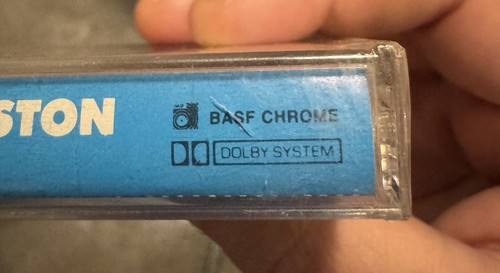 STON
BASF CHROME
DOLBY SYSTEM